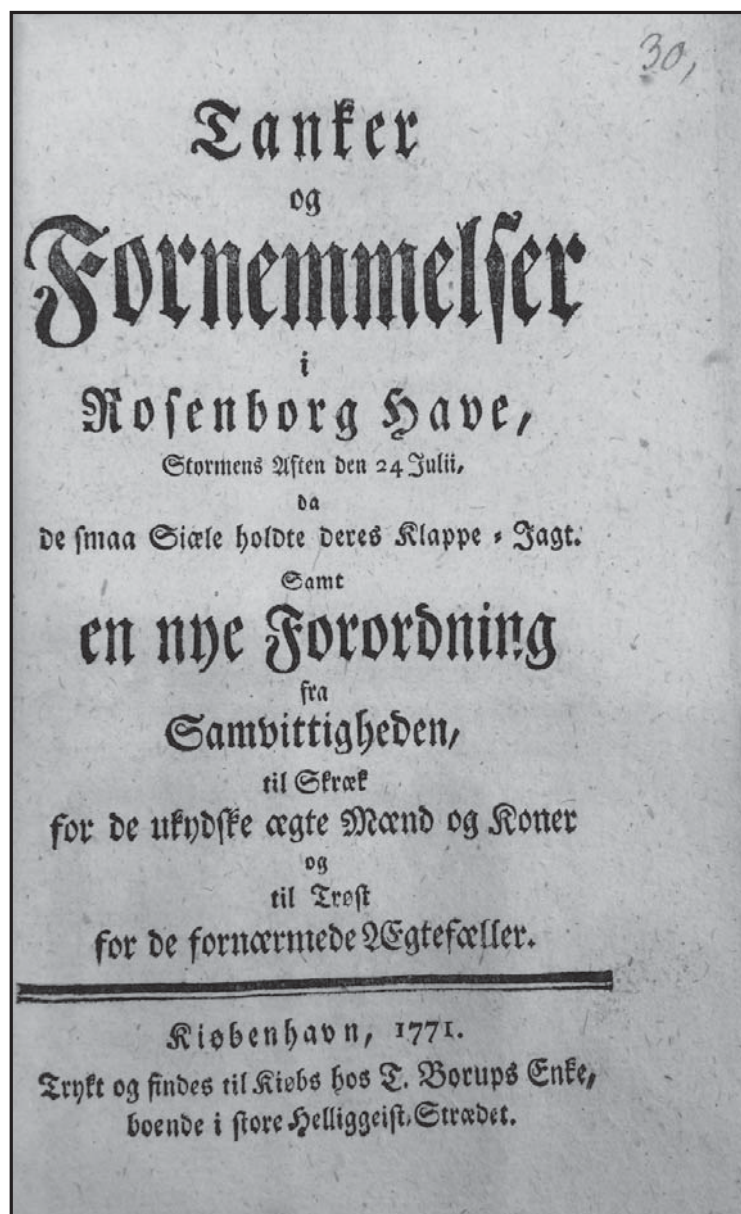 30,
Tanker
og
Fornemmelser
i
Rosenborg Have,
Stormens Aften den 24 Julii,
da
de smaa Siæle holdte deres Klappe-Jagt.
Samt
en nye Forordning
fra
Samvittigheden,
til Skræk
for de ukydske ægte Mænd og Koner
og
til Trøst
for de fornærmede Ægtefæller.
Kiøbenhavn, 1771.
Trykt og findes til Kiøbs hos T. Borups Enke,
boende i store Helliggeist-Strædet.